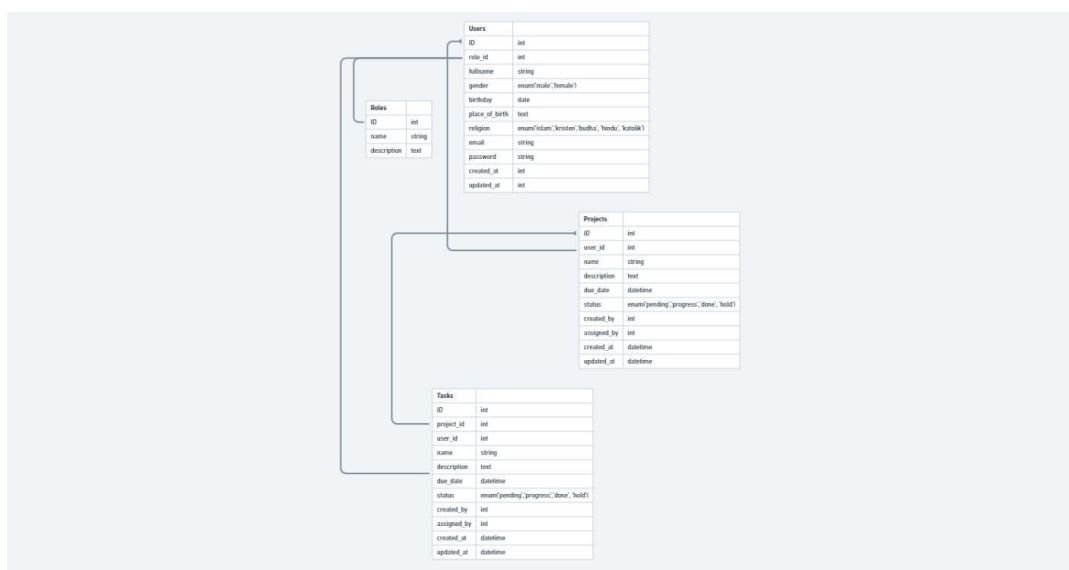 Users
ID int
role_id int
fullname string
gender enum('male','female')
birthday date
place_of_birth text
religion enum('islam','kristen','budha', 'hindu', 'katolik')
email string
password string
created_at int
updated_at int
Roles
ID int
name string
description text
Projects
ID int
user_id int
name string
description text
due_date datetime
status enum('pending','progress','done', 'hold')
created_by int
assigned_by int
created_at datetime
updated_at datetime
Tasks
ID int
project_id int
user_id int
name string
description text
due_date datetime
status enum('pending','progress','done', 'hold')
created_by int
assigned_by int
created_at datetime
updated_at datetime